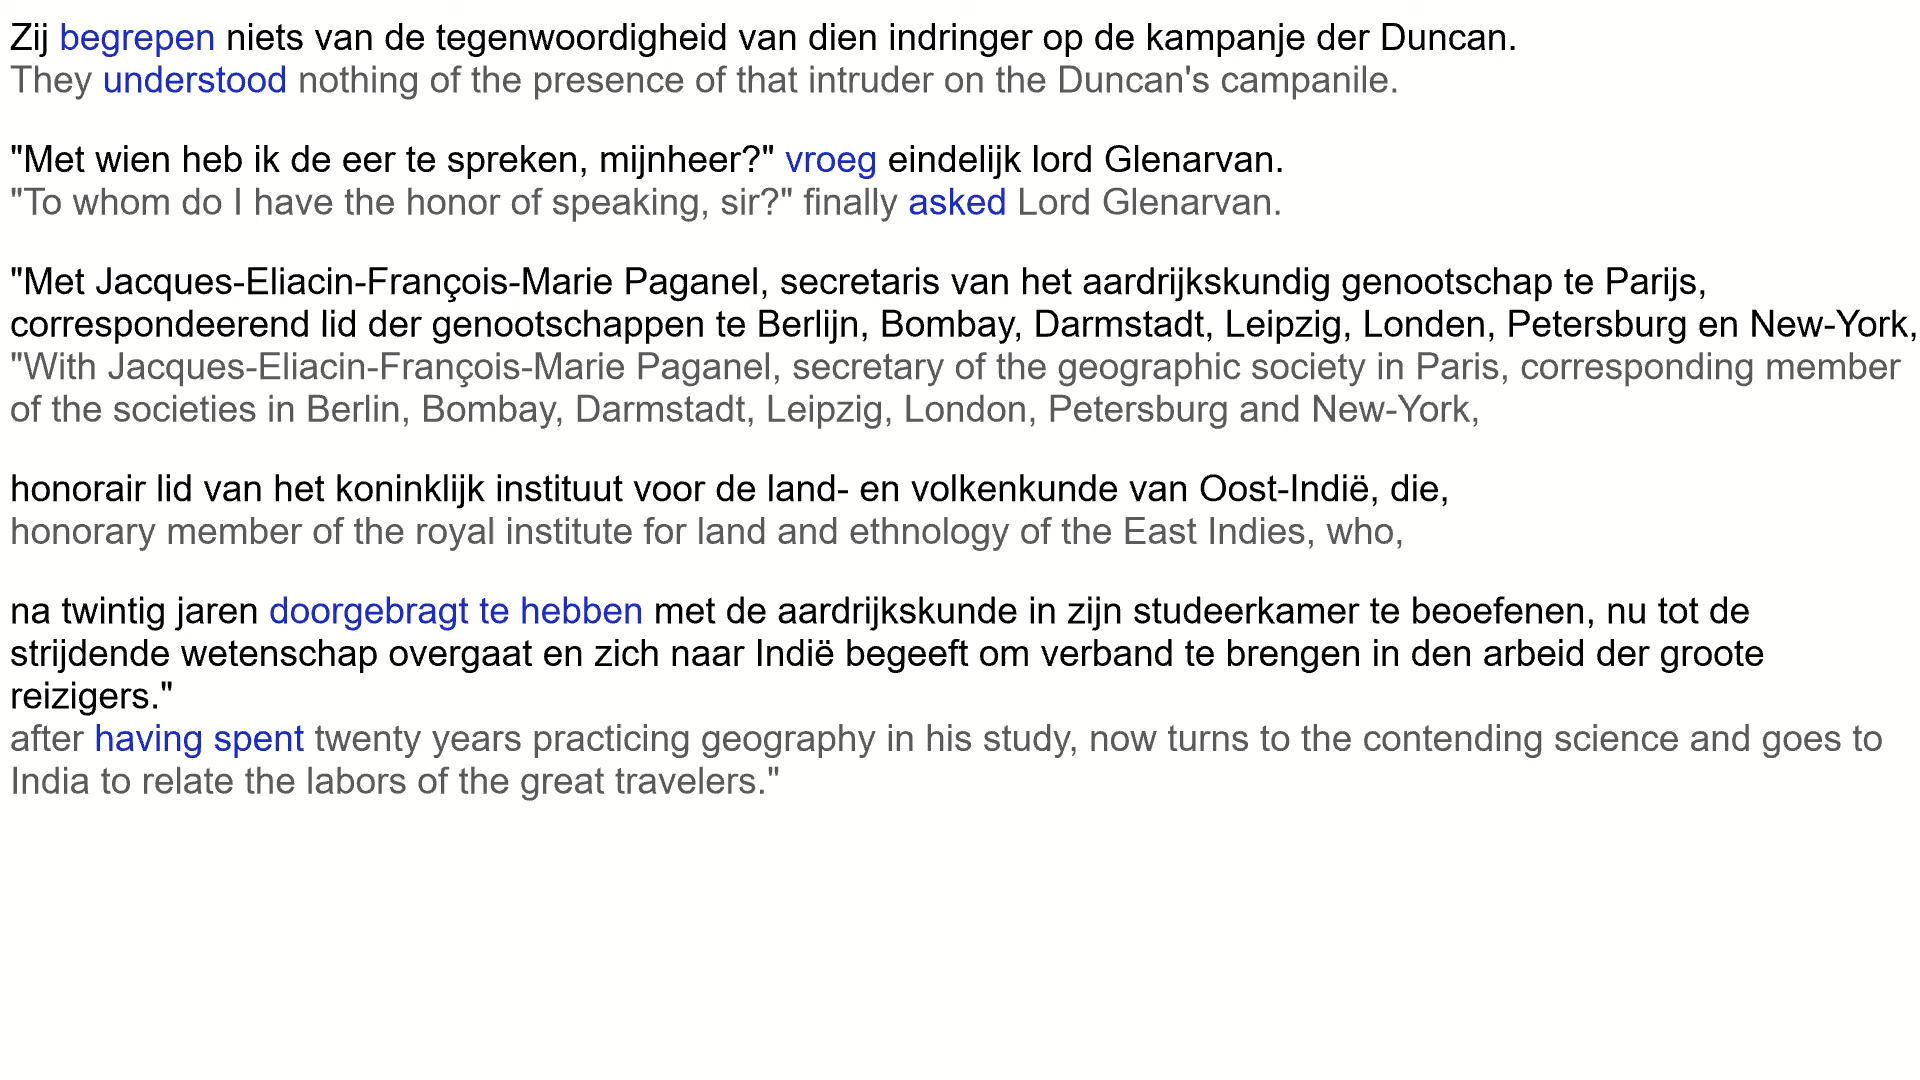 Zij begrepen niets van de tegenwoordigheid van dien indringer op de kampanje der Duncan.
They understood nothing of the presence of that intruder on the Duncan's campanile.
"Met wien heb ik de eer te spreken, mijnheer?" vroeg eindelijk lord Glenarvan.
"To whom do I have the honor of speaking, sir?" finally asked Lord Glenarvan.
"Met Jacques-Eliacin-François-Marie Paganel, secretaris van het aardrijkskundig genootschap te Parijs,
correspondeerend lid der genootschappen te Berlijn, Bombay, Darmstadt, Leipzig, Londen, Petersburg en New-York,
"With Jacques-Eliacin-François-Marie Paganel, secretary of the geographic society in Paris, corresponding member
of the societies in Berlin, Bombay, Darmstadt, Leipzig, London, Petersburg and New-York,
honorair lid van het koninklijk instituut voor de land- en volkenkunde van Oost-Indië, die,
honorary member of the royal institute for land and ethnology of the East Indies, who,
na twintig jaren doorgebragt te hebben met de aardrijkskunde in zijn studeerkamer te beoefenen, nu tot de
strijdende wetenschap overgaat en zich naar Indië begeeft om verband te brengen in den arbeid der groote
reizigers."
after having spent twenty years practicing geography in his study, now turns to the contending science and goes to
India to relate the labors of the great travelers."